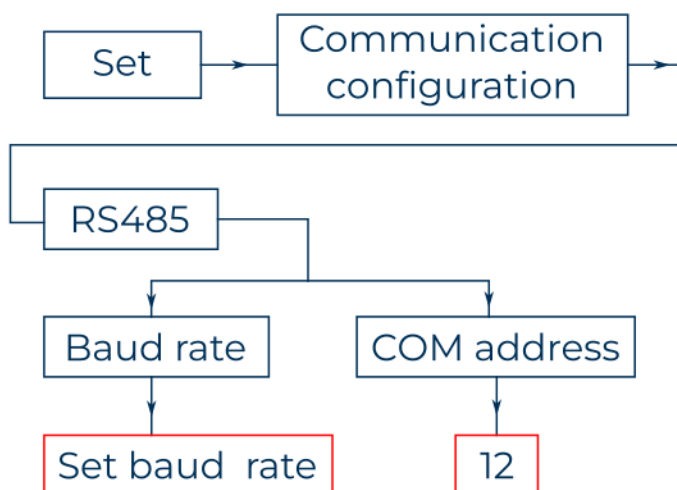 Set
Communication
configuration
RS485
Baud rate
COM address
Set baud rate
12